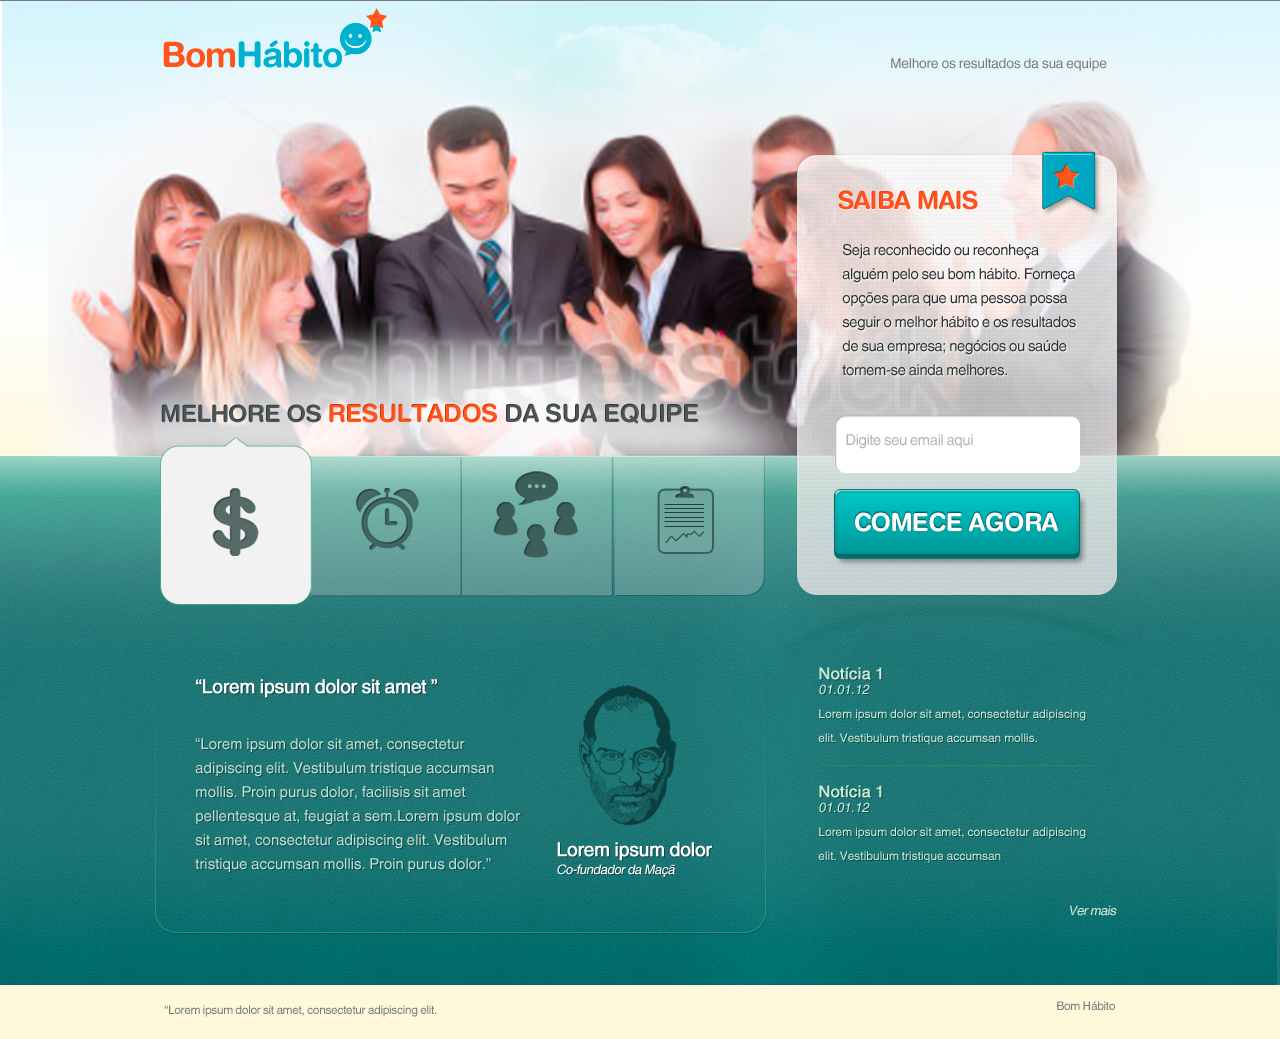 BomHábito
Melhore os resultados da sua equipe
SAIBA MAIS
Seja reconhecido ou reconheça
alguém pelo seu bom hábito. Forneça
opções para que uma pessoa possa
seguir o melhor hábito e os resultados
de sua empresa; negócios ou saúde
tornem-se ainda melhores.
Digite seu email aqui
COMECE AGORA
shutterstock
MELHORE OS RESULTADOS DA SUA EQUIPE
“Lorem ipsum dolor sit amet ”
“Lorem ipsum dolor sit amet, consectetur
adipiscing elit. Vestibulum tristique accumsan
mollis. Proin purus dolor, facilisis sit amet
pellentesque at, feugiat a sem.Lorem ipsum dolor
sit amet, consectetur adipiscing elit. Vestibulum
tristique accumsan mollis. Proin purus dolor.”
Lorem ipsum dolor
Co-fundador da Maçã
Notícia 1
01.01.12
Lorem ipsum dolor sit amet, consectetur adipiscing
elit. Vestibulum tristique accumsan mollis.
Notícia 1
01.01.12
Lorem ipsum dolor sit amet, consectetur adipiscing
elit. Vestibulum tristique accumsan
Ver mais
“Lorem ipsum dolor sit amet, consectetur adipiscing elit.
Bom Hábito